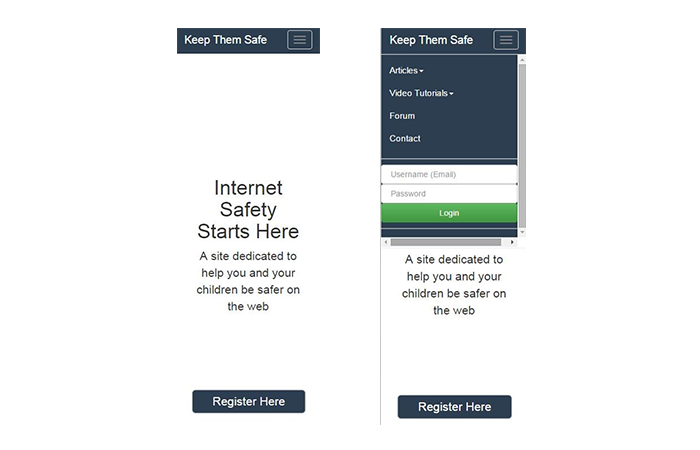 Keep Them Safe
Internet
Safety
Starts Here
A site dedicated to
help you and your
children be safer on
the web
Register Here
Keep Them Safe
Articles
Video Tutorials
Forum
Contact
Username (Email)
Password
Login
A site dedicated to
help you and your
children be safer on
the web
Register Here